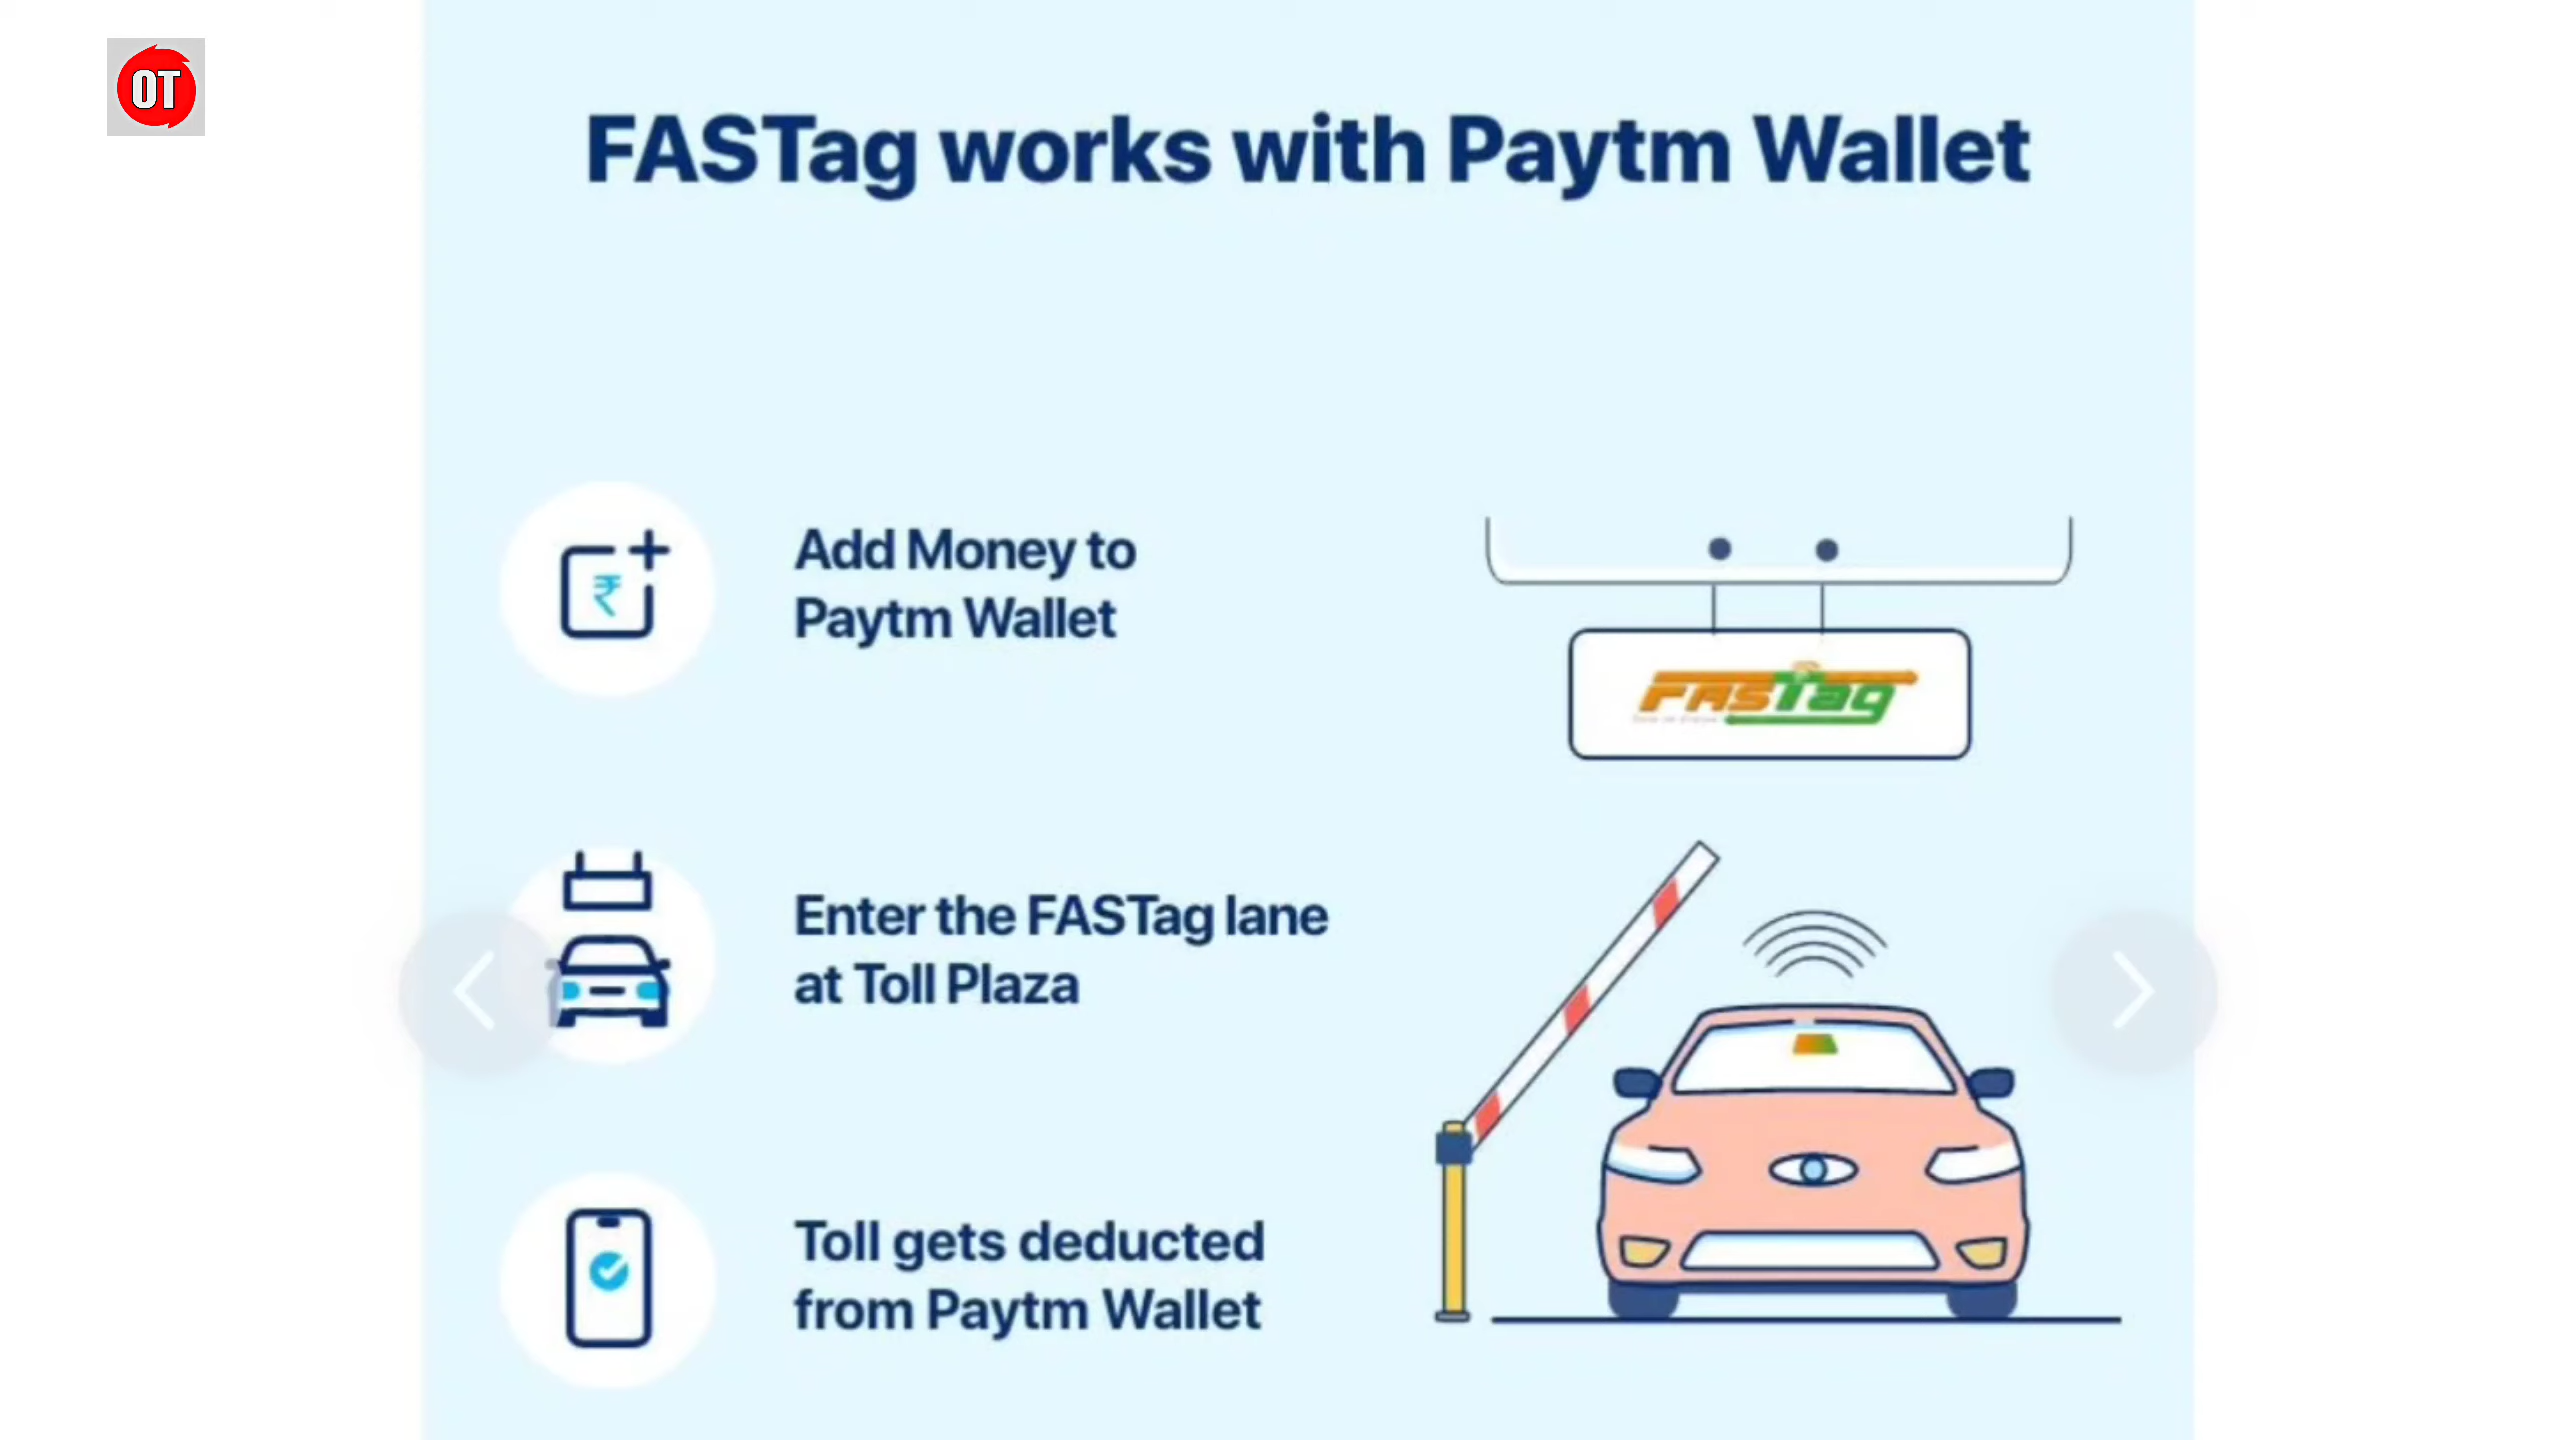 OT
FASTag works with Paytm Wallet
₹
Add Money to
Paytm Wallet
FASTag
Enter the FASTag lane
at Toll Plaza
Toll gets deducted
from Paytm Wallet